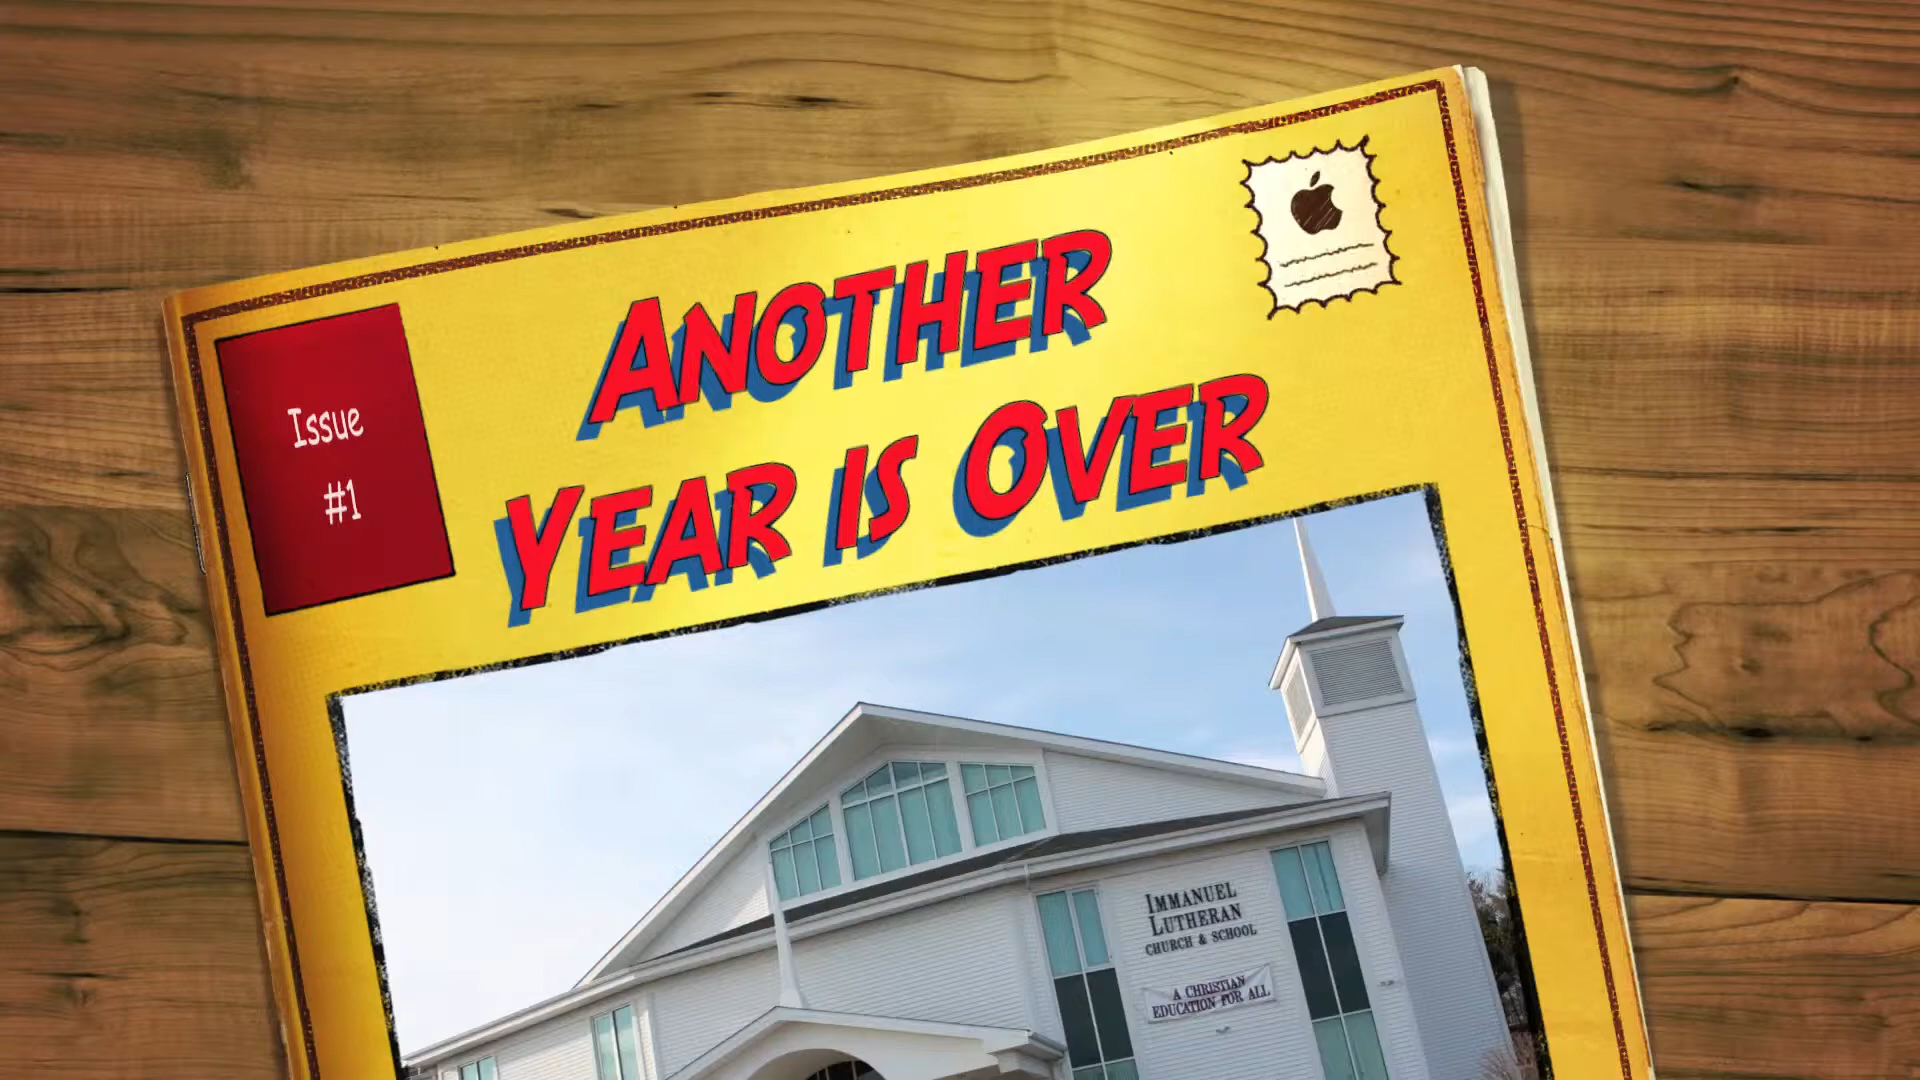 Issue
#1
ANOTHER
YEAR IS OVER
IMMANUEL
LUTHERAN
CHURCH & SCHOOL
A CHRISTIAN
EDUCATION FOR ALL